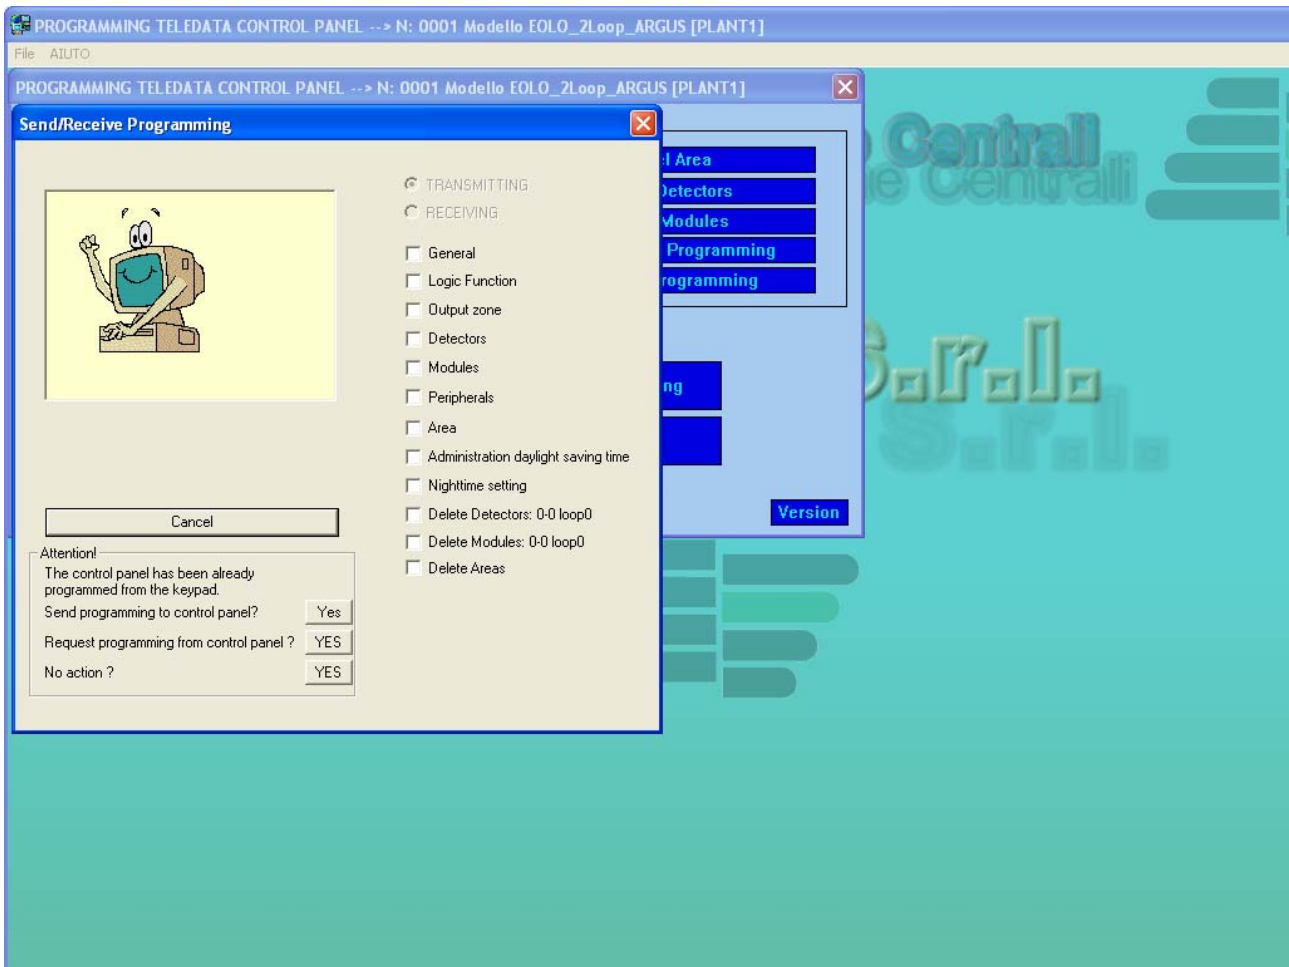 PROGRAMMING TELEDATA CONTROL PANEL --> N: 0001 Modello EOLO_2Loop_ARGUS [PLANT1]
File AIUTO
PROGRAMMING TELEDATA CONTROL PANEL --> N: 0001 Modello EOLO_2Loop_ARGUS [PLANT1]
Send/Receive Programming
TRANSMITTING
RECEIVING
General
Logic Function
Output zone
Detectors
Modules
Peripherals
Area
Administration daylight saving time
Nighttime setting
Delete Detectors: 0-0 loop0
Delete Modules: 0-0 loop0
Delete Areas
Cancel
Attention!
The control panel has been already
programmed from the keypad.
Send programming to control panel? Yes
Request programming from control panel ? YES
No action ? YES
Area
Detectors
Modules
Programming
rogramming
ng
Version
Centrali
s.r.l.